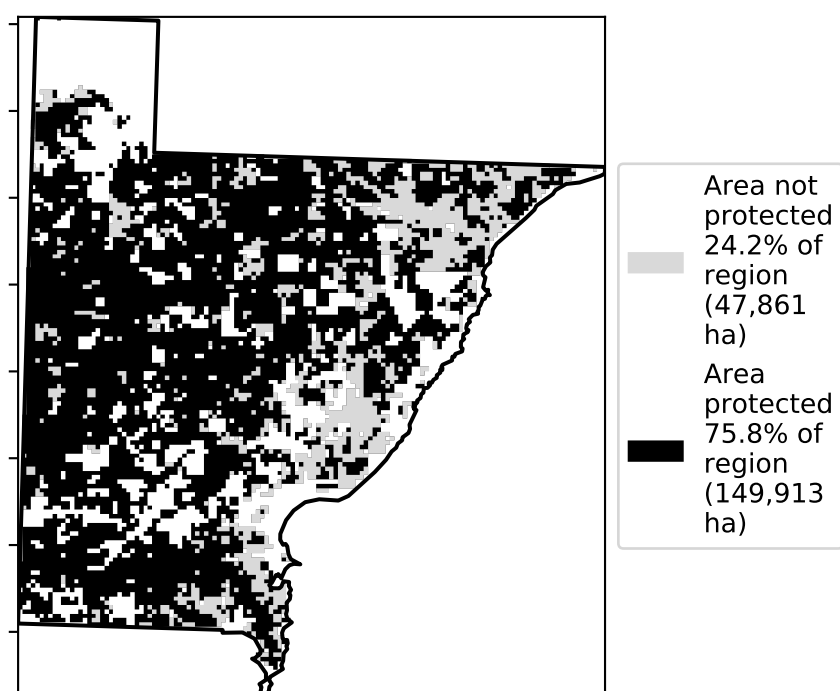 Area not
protected
24.2% of
region
(47,861
ha)
Area
protected
75.8% of
region
(149,913
ha)